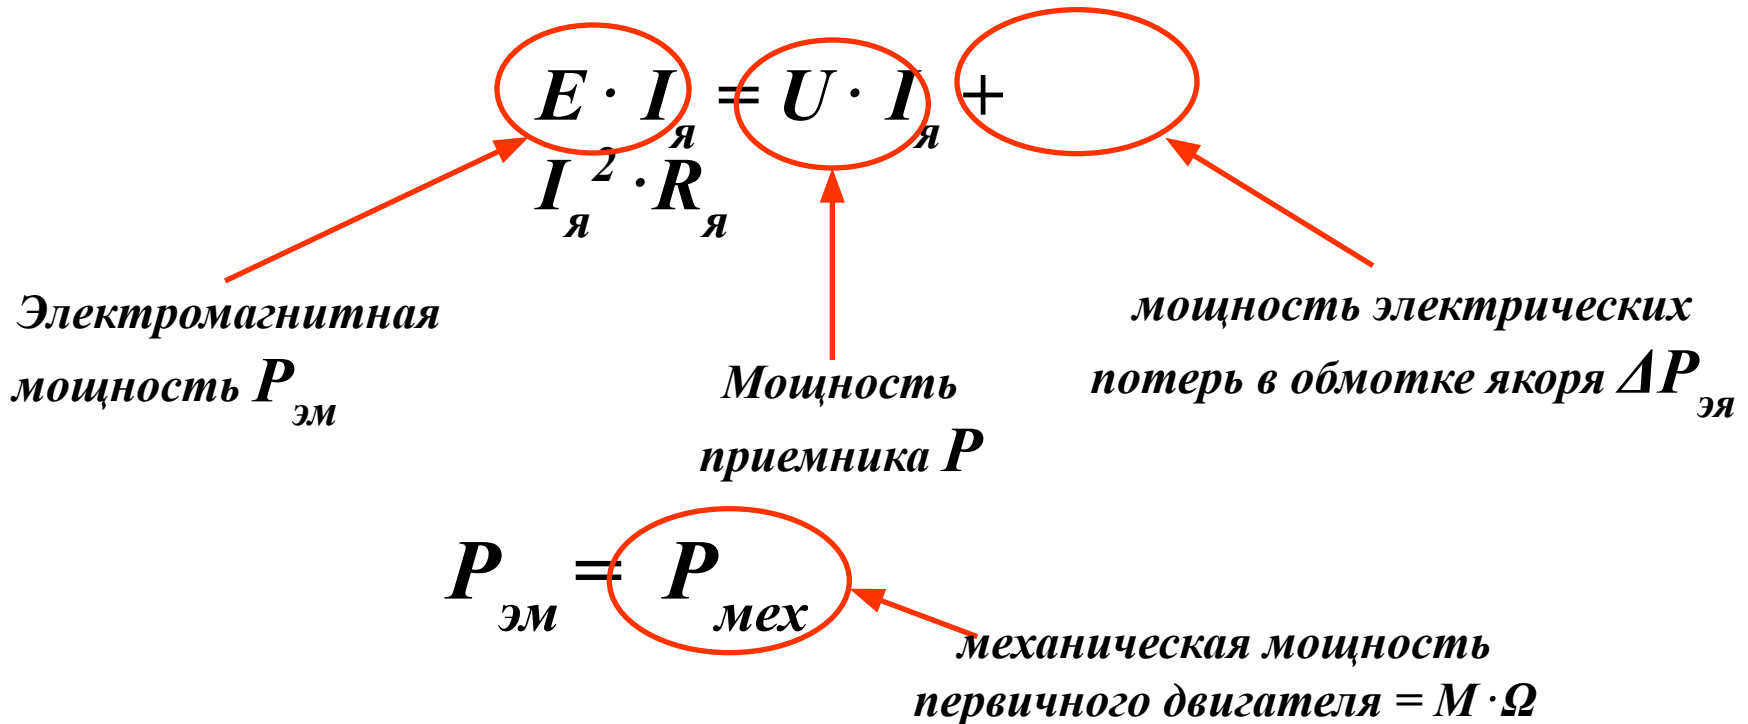 E · Iя = U · Iя +
Iя² · Rя
Электромагнитная
мощность Pэм
Мощность
приемника P
мощность электрических
потерь в обмотке якоря ΔPэя
Pэм = Pмех
механическая мощность
первичного двигателя = M · Ω